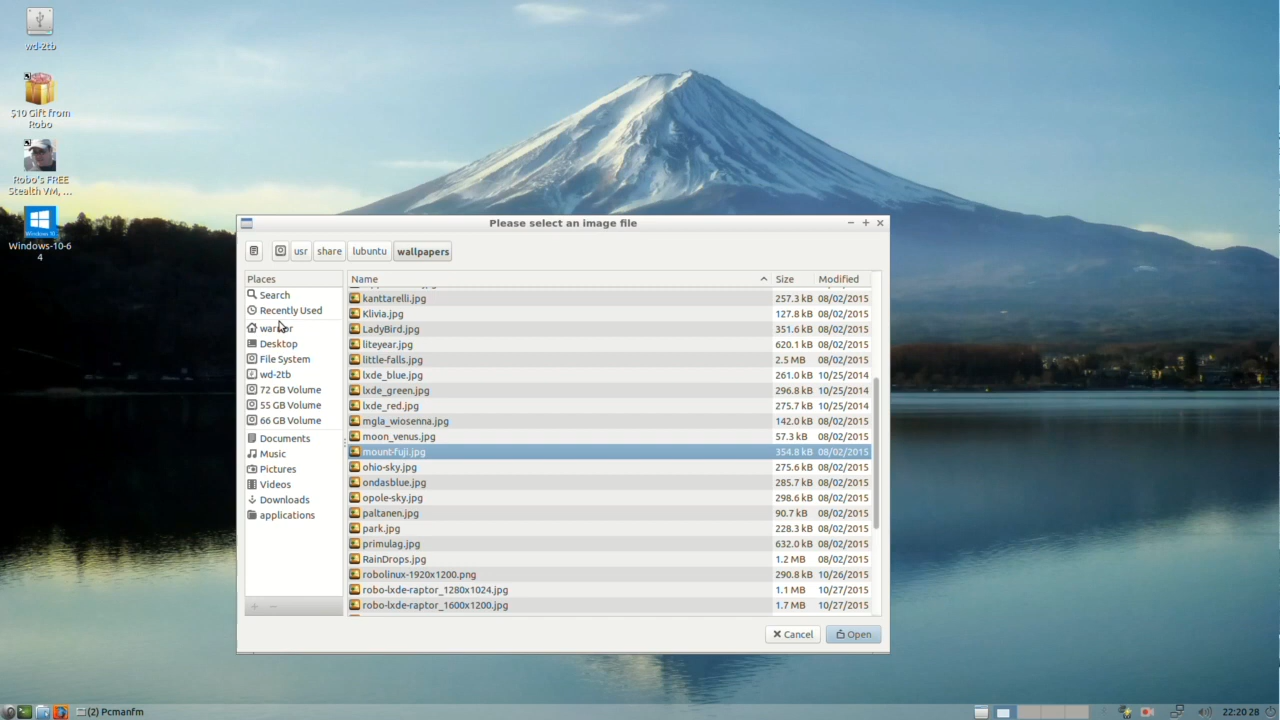 wd-2tb
$10 Gift from
Robo
Robo's FREE
Stealth VM, ...
Windows 10
Windows-10-6
4
Please select an image file
usr
share
lubuntu
wallpapers
Places
Search
Recently Used
Desktop
File System
wd-2tb
72 GB Volume
55 GB Volume
66 GB Volume
Documents
Music
Pictures
Videos
Downloads
applications
Name Size Modified
kanttarelli.jpg 257.3 kB 08/02/2015
Klivia.jpg 127.8 kB 08/02/2015
LadyBird.jpg 351.6 kB 08/02/2015
liteyear.jpg 620.1 kB 08/02/2015
little-falls.jpg 2.5 MB 08/02/2015
lxde_blue.jpg 261.0 kB 10/25/2014
lxde_green.jpg 296.8 kB 10/25/2014
lxde_red.jpg 275.7 kB 10/25/2014
mgla_wiosenna.jpg 142.0 kB 08/02/2015
moon_venus.jpg 57.3 kB 08/02/2015
mount-fuji.jpg 354.8 kB 08/02/2015
ohio-sky.jpg 275.6 kB 08/02/2015
ondasblue.jpg 285.7 kB 08/02/2015
opole-sky.jpg 298.6 kB 08/02/2015
paltanen.jpg 90.7 kB 08/02/2015
park.jpg 228.3 kB 08/02/2015
primulag.jpg 632.0 kB 08/02/2015
RainDrops.jpg 1.2 MB 08/02/2015
robolinux-1920x1200.png 290.8 kB 10/26/2015
robo-lxde-raptor_1280x1024.jpg 1.1 MB 10/27/2015
robo-lxde-raptor_1600x1200.jpg 1.7 MB 10/27/2015
Cancel
Open
(2) Pcmanfm
22:20 28